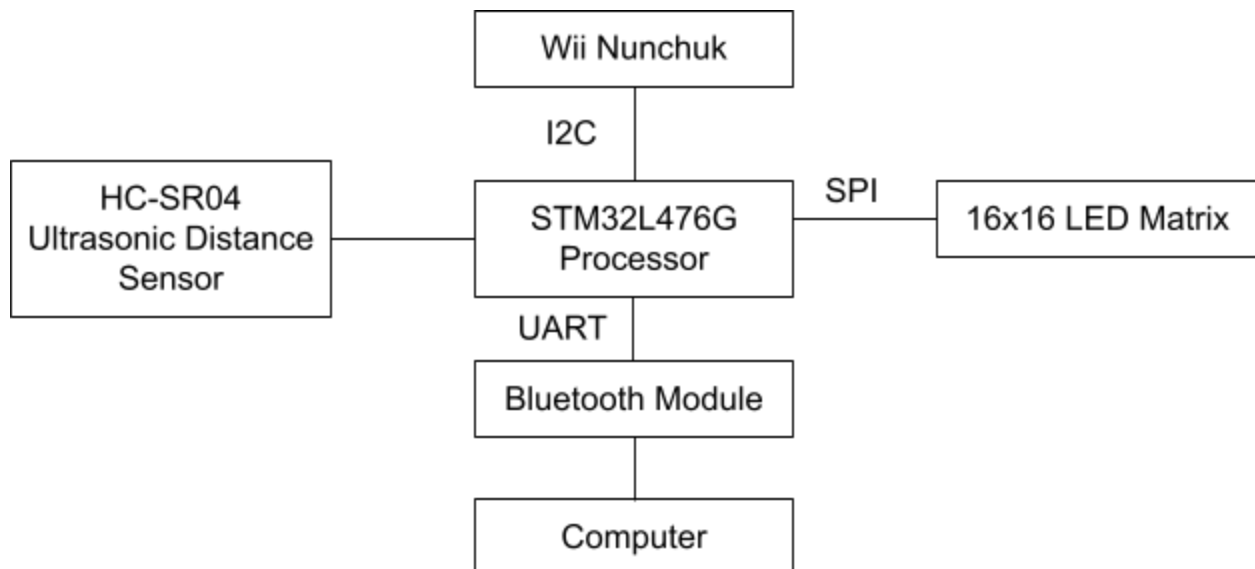 Wii Nunchuk
I2C
HC-SR04
Ultrasonic Distance
Sensor
STM32L476G
Processor
SPI
16x16 LED Matrix
UART
Bluetooth Module
Computer